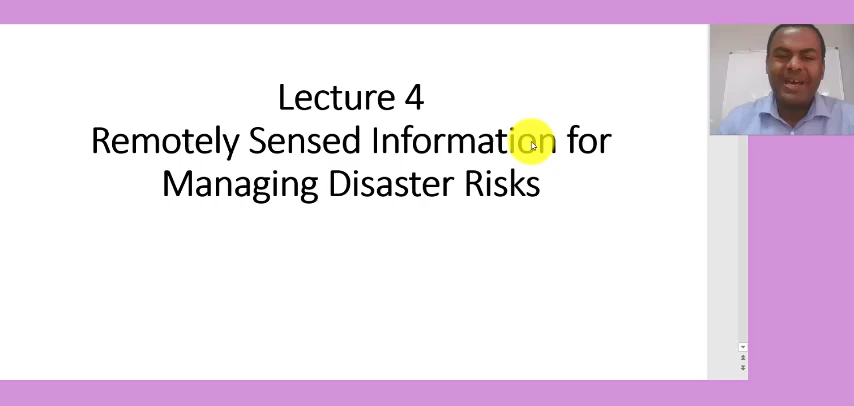 Lecture 4
Remotely Sensed Information for
Managing Disaster Risks